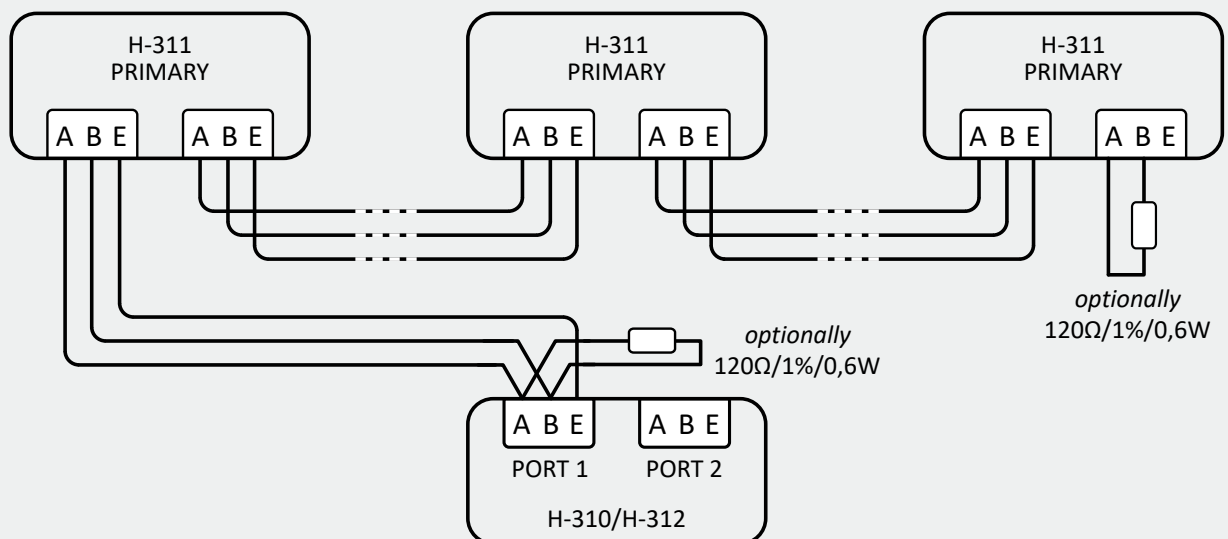 H-311
PRIMARY
H-311
PRIMARY
H-311
PRIMARY
A B E
A B E
A B E
A B E
A B E
A B E
optionally
120Ω/1%/0,6W
optionally
120Ω/1%/0,6W
A B E
A B E
PORT 1
PORT 2
H-310/H-312